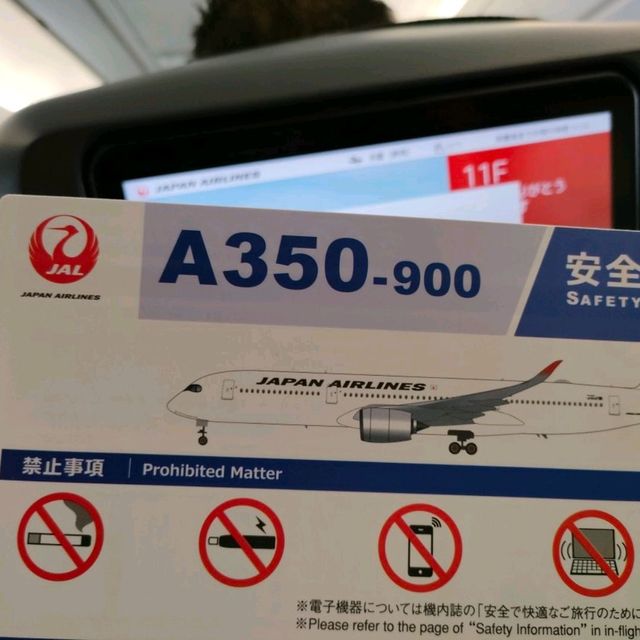 JAPAN AIRLINES
11F
JAL
JAPAN AIRLINES
A350-900
安全
SAFETY
JAPAN AIRLINES
禁止事項 | Prohibited Matter
※電子機器については機内誌の「安全で快適なご旅行のために
※Please refer to the page of “Safety Information” in in-flight